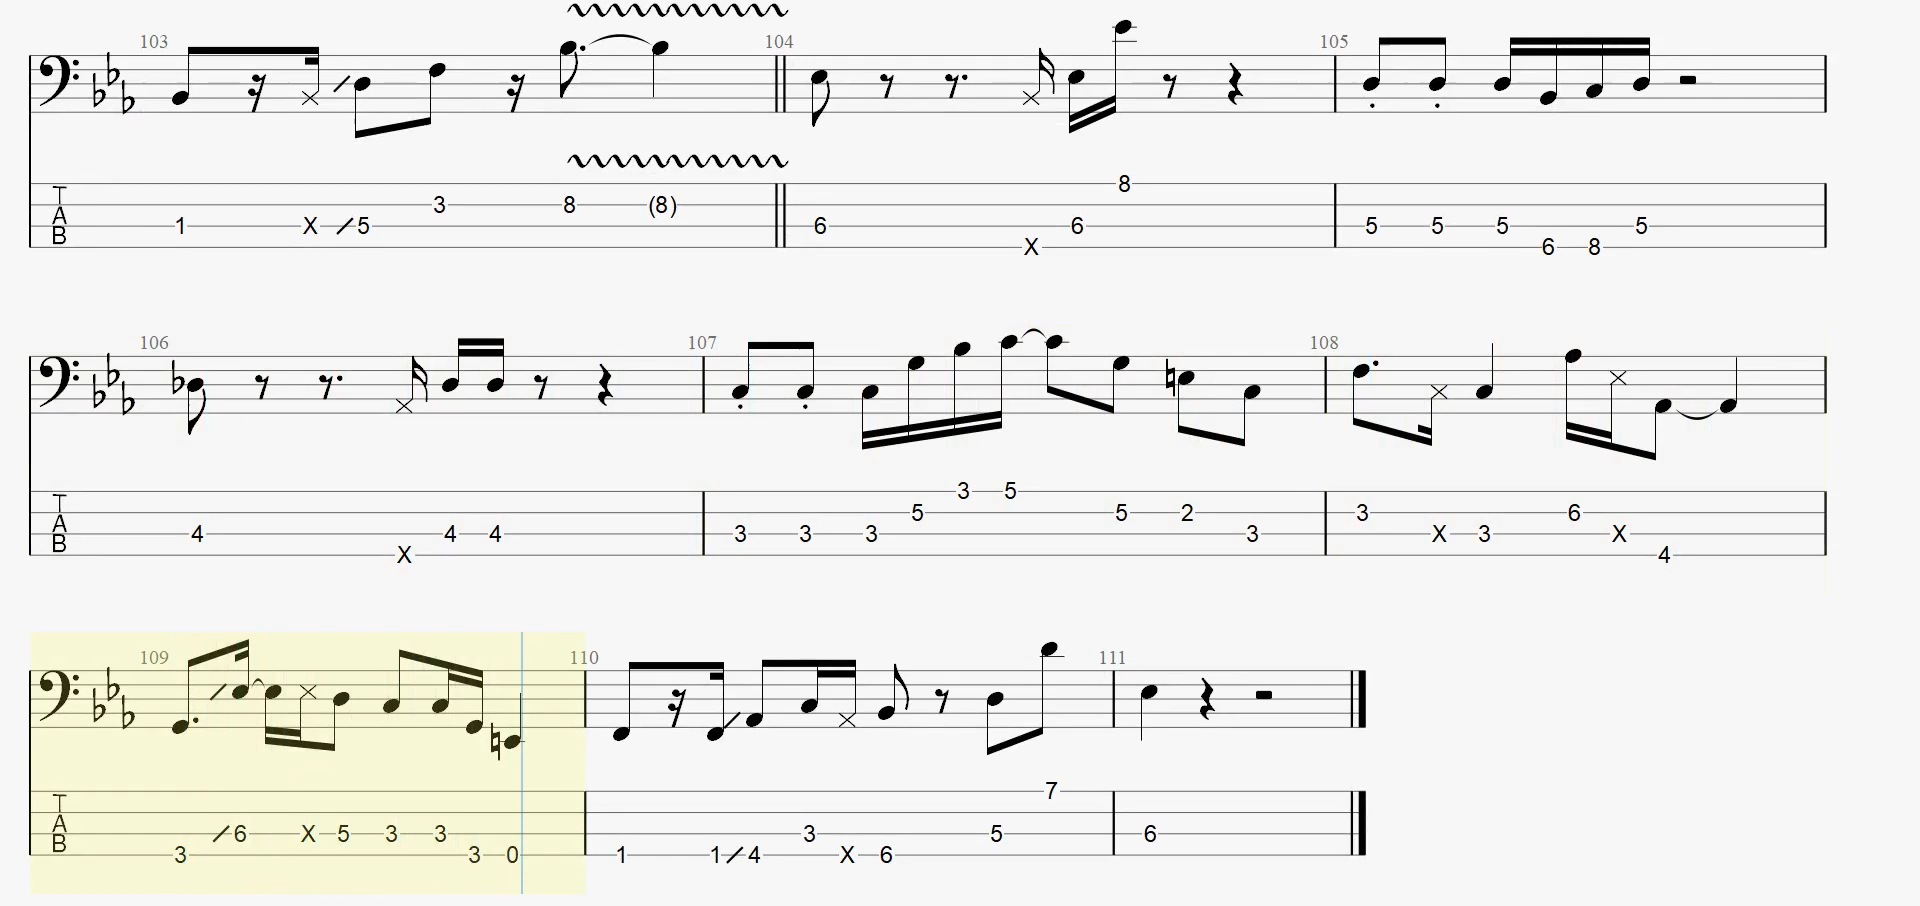 103 104 105
T 8
A 3 8 (8)
1 X 5 6 6 5 5 5 5
B X 6 8
106 107 108
T 3 5
A 5 5 2 3 6
4 4 4 3 3 3 3 X 3 X
B X 4
109 110 111
T 7
A 6 X 5 3 3 3 5 6
B 3 3 0 1 1 4 X 6